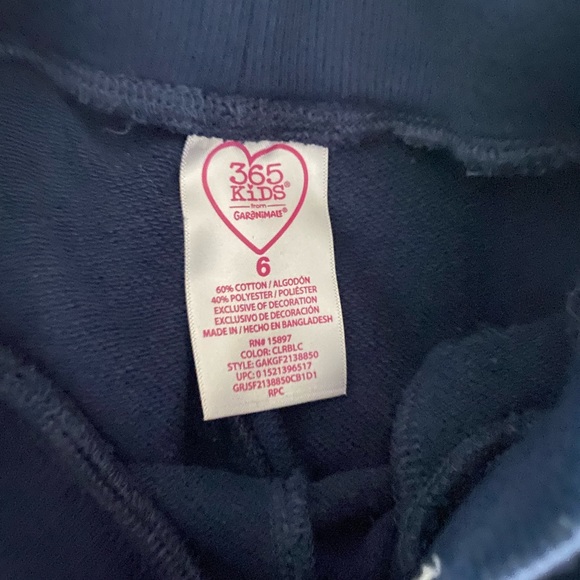 365
KiDS®
from
GARANIMALS®
6
60% COTTON / ALGODÓN
40% POLYESTER / POLIÉSTER
EXCLUSIVE OF DECORATION
EXCLUSIVO DE DECORACIÓN
MADE IN / HECHO EN BANGLADESH
RN# 15897
COLOR: CLRBLC
STYLE: GAKGF2138850
UPC: 01521396517
GRJSF2138850CB1D1
RPC